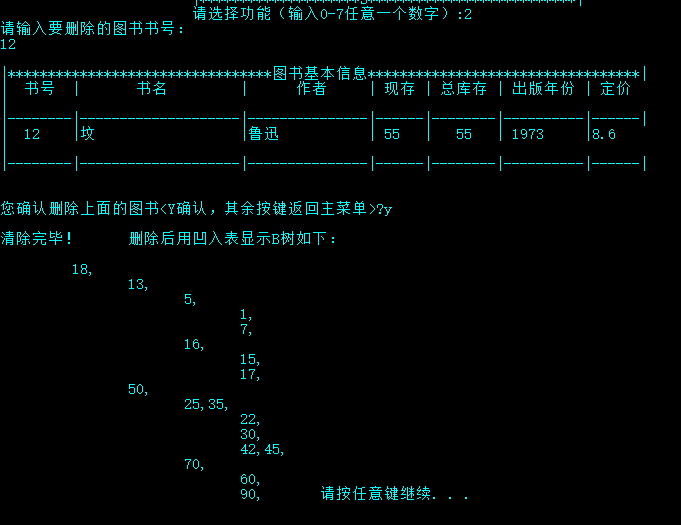 请选择功能（输入0-7任意一个数字）:2
请输入要删除的图书书号：
12
|*********************************图书基本信息**********************************|
书号 | 书名 | 作者 | 现存 | 总库存 | 出版年份 | 定价
|--------|--------------------|---------------|------|---------|----------|------|
12 |坟 |鲁迅 | 55 | 55 | 1973 |8.6
|--------|--------------------|---------------|------|---------|----------|------|
您确认删除上面的图书<Y确认，其余按键返回主菜单>?y
清除完毕! 删除后用凹入表显示B树如下：
18,
13,
5,
1,
7,
16,
15,
17,
50,
25,35,
22,
30,
42,45,
70,
60,
90, 请按任意键继续. . .